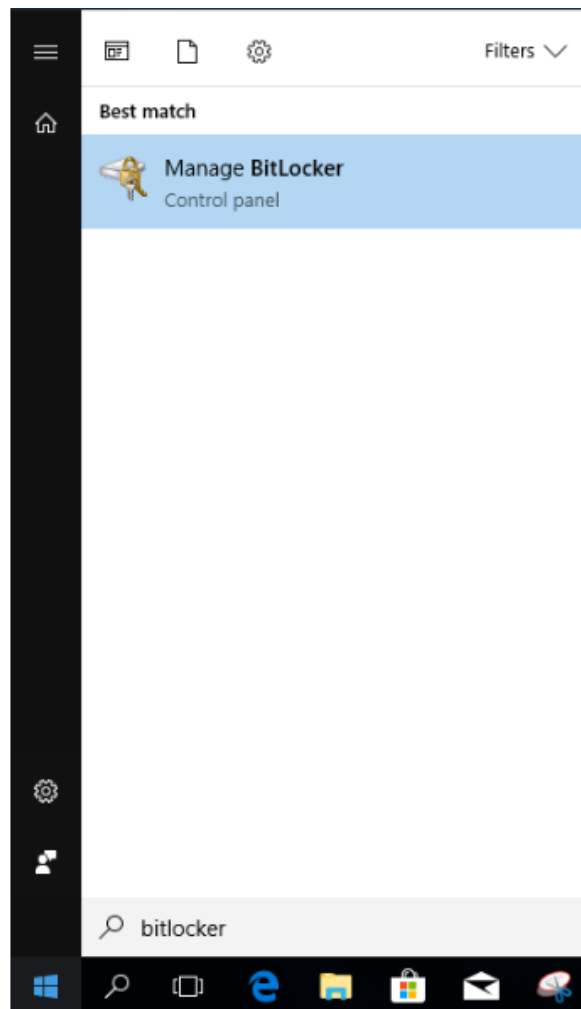 Filters
Best match
Manage BitLocker
Control panel
bitlocker